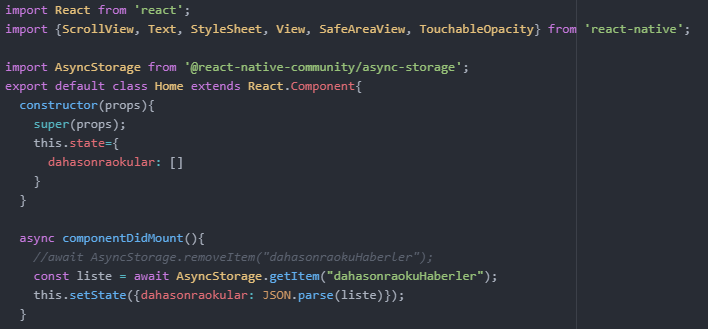 import React from 'react';
import {ScrollView, Text, StyleSheet, View, SafeAreaView, TouchableOpacity} from 'react-native';

import AsyncStorage from '@react-native-community/async-storage';
export default class Home extends React.Component{
  constructor(props){
    super(props);
    this.state={
      dahasonraokular: []
    }
  }

  async componentDidMount(){
    //await AsyncStorage.removeItem("dahasonraokuHaberler");
    const liste = await AsyncStorage.getItem("dahasonraokuHaberler");
    this.setState({dahasonraokular: JSON.parse(liste)});
  }